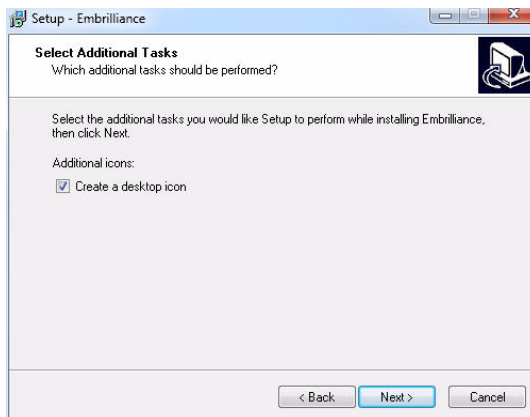 Setup - Embrilliance
Select Additional Tasks
Which additional tasks should be performed?
Select the additional tasks you would like Setup to perform while installing Embrilliance,
then click Next.
Additional icons:
Create a desktop icon
< Back
Next >
Cancel